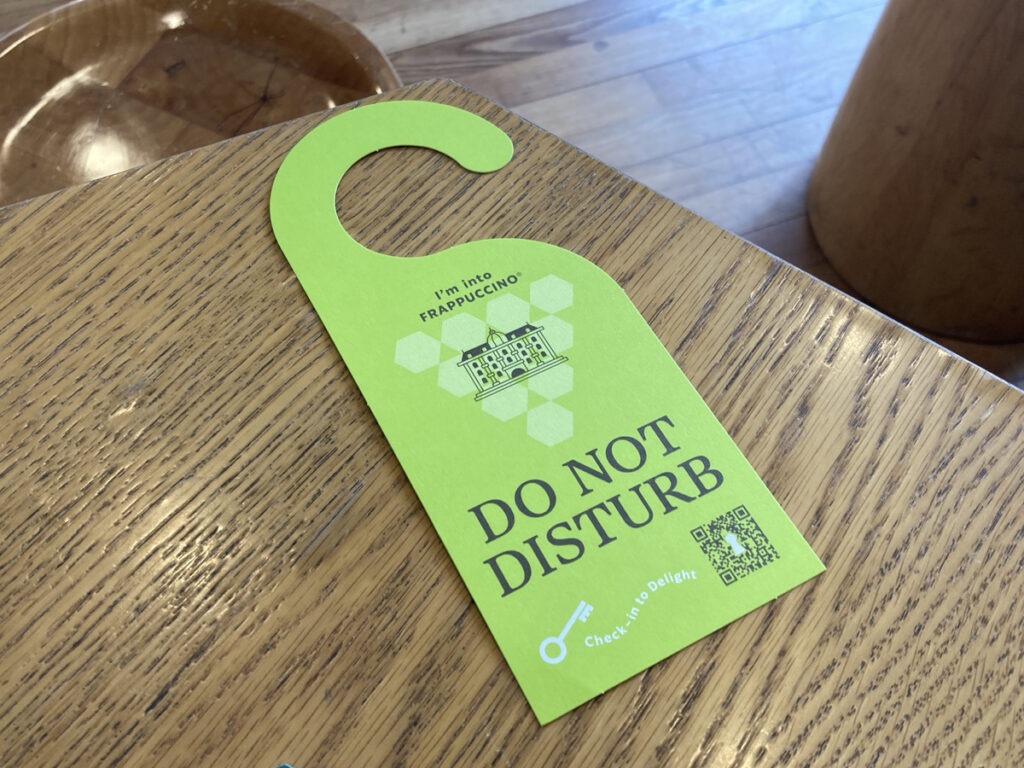 I'm into
FRAPPUCCINO®
DO NOT
DISTURB
Check-in to Delight